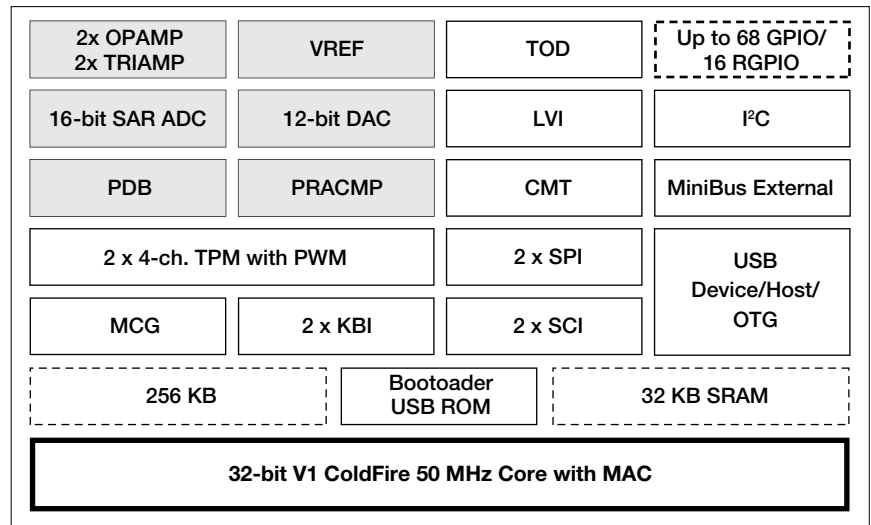 2x OPAMP
2x TRIAMP
VREF
TOD
Up to 68 GPIO/
16 RGPIO
16-bit SAR ADC
12-bit DAC
LVI
I²C
PDB
PRACMP
CMT
MiniBus External
2 x 4-ch. TPM with PWM
2 x SPI
USB
Device/Host/
OTG
MCG
2 x KBI
2 x SCI
256 KB
Bootoader
USB ROM
32 KB SRAM
32-bit V1 ColdFire 50 MHz Core with MAC